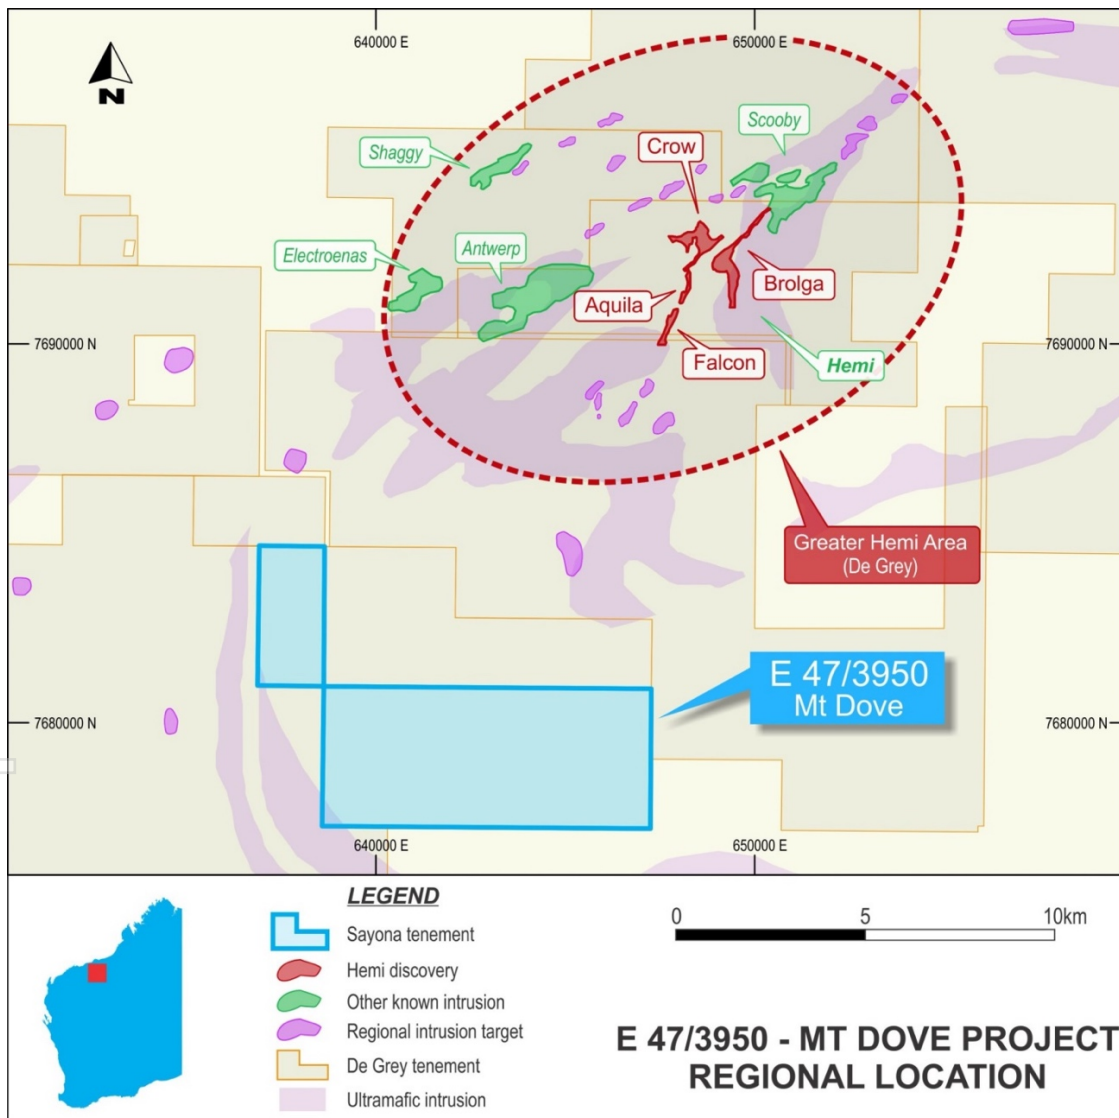 640000 E
650000 E
N
Scooby
Crow
Shaggy
Electroenas
Antwerp
Brolga
Aquila
7690000 N
Falcon
Hemi
7690000 N
Greater Hemi Area
(De Grey)
E 47/3950
Mt Dove
7680000 N
7680000 N
640000 E
650000 E
LEGEND
Sayona tenement
Hemi discovery
Other known intrusion
Regional intrusion target
De Grey tenement
Ultramafic intrusion
0 5 10km
E 47/3950 - MT DOVE PROJECT
REGIONAL LOCATION